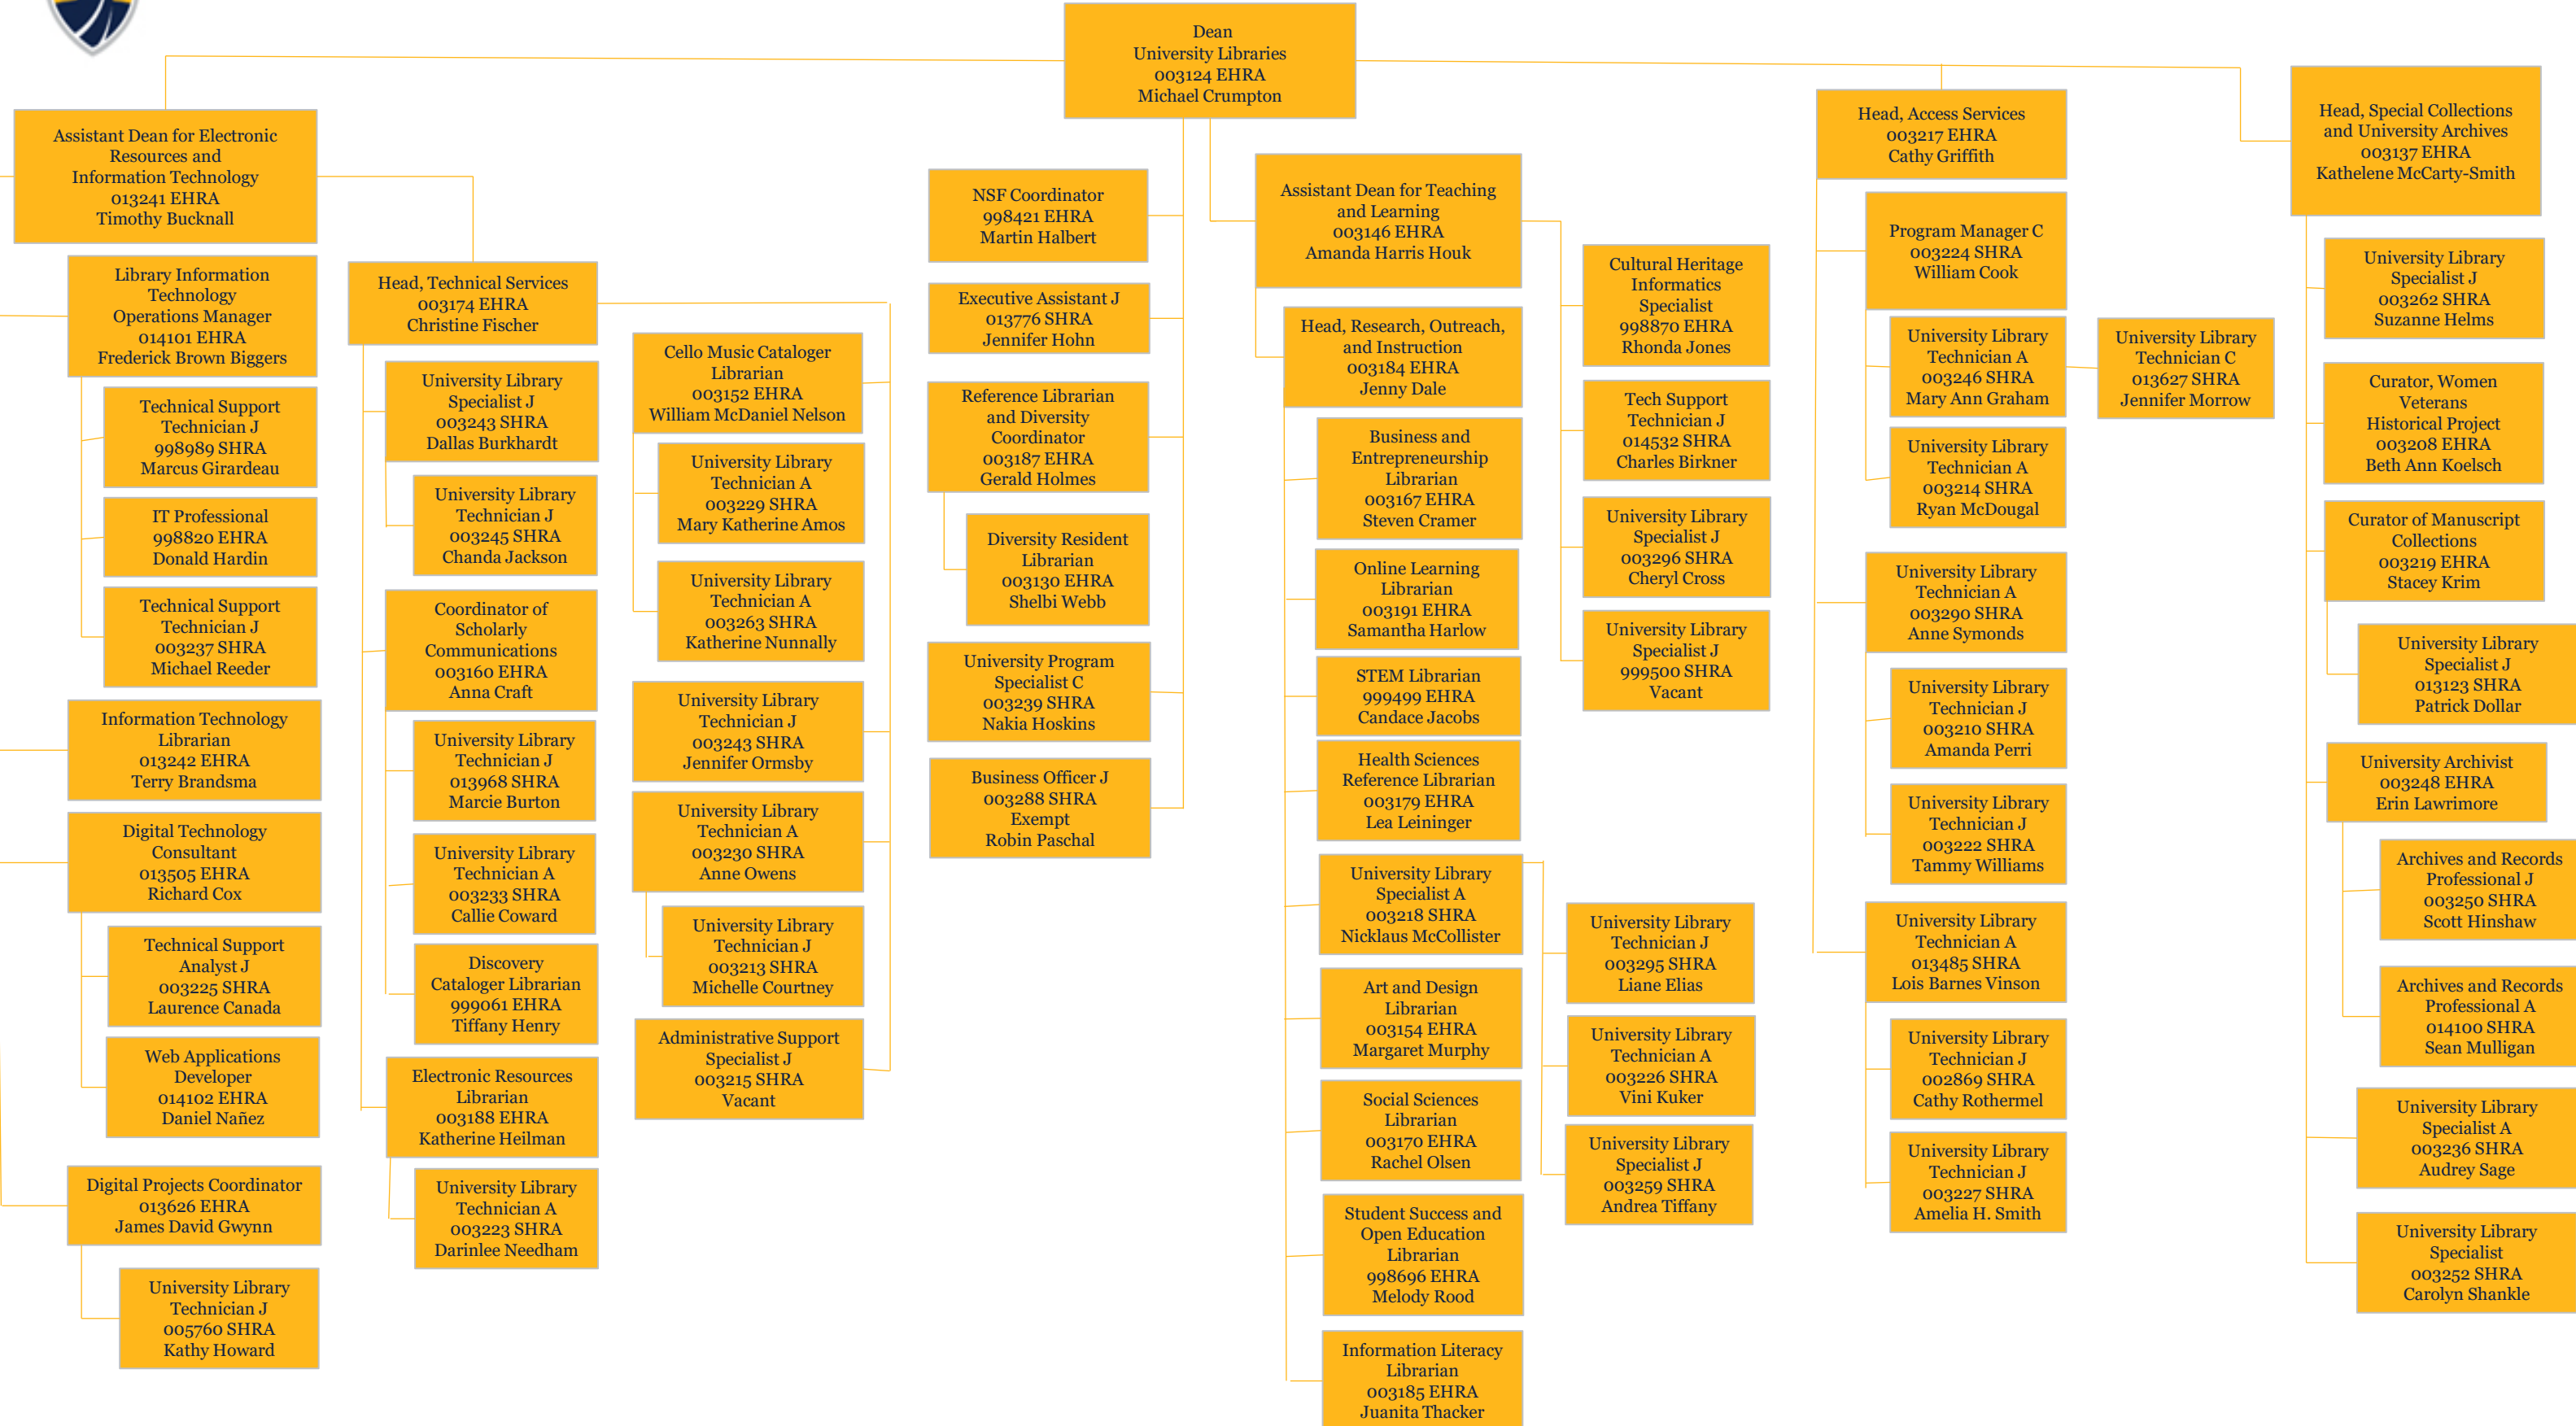 Dean
University Libraries
003124 EHRA
Michael Crumpton
Assistant Dean for Electronic
Resources and
Information Technology
013241 EHRA
Timothy Bucknall
Library Information
Technology
Operations Manager
014101 EHRA
Frederick Brown Biggers
Technical Support
Technician J
998989 SHRA
Marcus Girardeau
IT Professional
998820 EHRA
Donald Hardin
Technical Support
Technician J
003237 SHRA
Michael Reeder
Information Technology
Librarian
013242 EHRA
Terry Brandsma
Digital Technology
Consultant
013505 EHRA
Richard Cox
Technical Support
Analyst J
003225 SHRA
Laurence Canada
Web Applications
Developer
014102 EHRA
Daniel Nañez
Digital Projects Coordinator
013626 EHRA
James David Gwynn
University Library
Technician J
005760 SHRA
Kathy Howard
Head, Technical Services
003174 EHRA
Christine Fischer
University Library
Specialist J
003243 SHRA
Dallas Burkhardt
University Library
Technician J
003245 SHRA
Chanda Jackson
Coordinator of
Scholarly
Communications
003160 EHRA
Anna Craft
University Library
Technician J
013968 SHRA
Marcie Burton
University Library
Technician A
003233 SHRA
Callie Coward
Discovery
Cataloger Librarian
999061 EHRA
Tiffany Henry
Electronic Resources
Librarian
003188 EHRA
Katherine Heilman
University Library
Technician A
003223 SHRA
Darinlee Needham
Cello Music Cataloger
Librarian
003152 EHRA
William McDaniel Nelson
University Library
Technician A
003229 SHRA
Mary Katherine Amos
University Library
Technician A
003263 SHRA
Katherine Nunnally
University Library
Technician J
003243 SHRA
Jennifer Ormsby
University Library
Technician A
003230 SHRA
Anne Owens
University Library
Technician J
003213 SHRA
Michelle Courtney
Administrative Support
Specialist J
003215 SHRA
Vacant
NSF Coordinator
998421 EHRA
Martin Halbert
Executive Assistant J
013776 SHRA
Jennifer Hohn
Reference Librarian
and Diversity
Coordinator
003187 EHRA
Gerald Holmes
Diversity Resident
Librarian
003130 EHRA
Shelbi Webb
University Program
Specialist C
003239 SHRA
Nakia Hoskins
Business Officer J
003288 SHRA
Exempt
Robin Paschal
Assistant Dean for Teaching
and Learning
003146 EHRA
Amanda Harris Houk
Head, Research, Outreach,
and Instruction
003184 EHRA
Jenny Dale
Business and
Entrepreneurship
Librarian
003167 EHRA
Steven Cramer
Online Learning
Librarian
003191 EHRA
Samantha Harlow
STEM Librarian
999499 EHRA
Candace Jacobs
Health Sciences
Reference Librarian
003179 EHRA
Lea Leininger
University Library
Specialist A
003218 SHRA
Nicklaus McCollister
Art and Design
Librarian
003154 EHRA
Margaret Murphy
Social Sciences
Librarian
003170 EHRA
Rachel Olsen
Student Success and
Open Education
Librarian
998696 EHRA
Melody Rood
Information Literacy
Librarian
003185 EHRA
Juanita Thacker
Cultural Heritage
Informatics
Specialist
998870 EHRA
Rhonda Jones
Tech Support
Technician J
014532 SHRA
Charles Birkner
University Library
Specialist J
003296 SHRA
Cheryl Cross
University Library
Specialist J
999500 SHRA
Vacant
University Library
Technician J
003295 SHRA
Liane Elias
University Library
Technician A
003226 SHRA
Vini Kuker
University Library
Specialist J
003259 SHRA
Andrea Tiffany
Head, Access Services
003217 EHRA
Cathy Griffith
Program Manager C
003224 SHRA
William Cook
University Library
Technician A
003246 SHRA
Mary Ann Graham
University Library
Technician C
013627 SHRA
Jennifer Morrow
University Library
Technician A
003214 SHRA
Ryan McDougal
University Library
Technician A
003290 SHRA
Anne Symonds
University Library
Technician J
003210 SHRA
Amanda Perri
University Library
Technician J
003222 SHRA
Tammy Williams
University Library
Technician A
013485 SHRA
Lois Barnes Vinson
University Library
Technician J
002869 SHRA
Cathy Rothermel
University Library
Technician J
003227 SHRA
Amelia H. Smith
Head, Special Collections
and University Archives
003137 EHRA
Kathelene McCarty-Smith
University Library
Specialist J
003262 SHRA
Suzanne Helms
Curator, Women
Veterans
Historical Project
003208 EHRA
Beth Ann Koelsch
Curator of Manuscript
Collections
003219 EHRA
Stacey Krim
University Library
Specialist J
013123 SHRA
Patrick Dollar
University Archivist
003248 EHRA
Erin Lawrimore
Archives and Records
Professional J
003250 SHRA
Scott Hinshaw
Archives and Records
Professional A
014100 SHRA
Sean Mulligan
University Library
Specialist A
003236 SHRA
Audrey Sage
University Library
Specialist
003252 SHRA
Carolyn Shankle